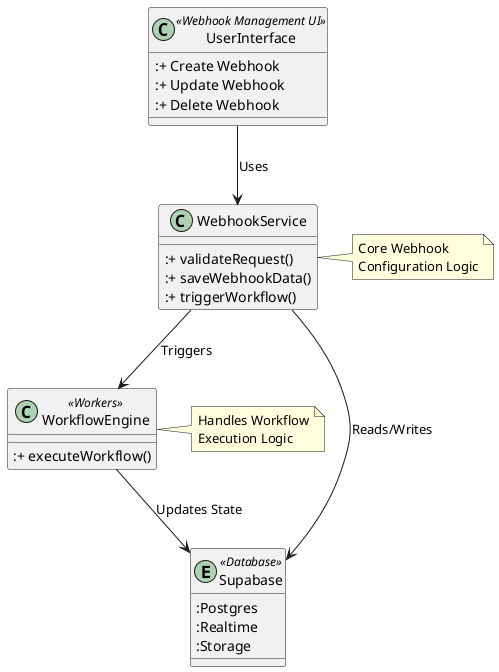 C «Webhook Management UI»
UserInterface
:+ Create Webhook
:+ Update Webhook
:+ Delete Webhook
Uses
C WebhookService
:+ validateRequest()
:+ saveWebhookData()
:+ triggerWorkflow()
Core Webhook
Configuration Logic
Triggers
C «Workers»
WorkflowEngine
:+ executeWorkflow()
Handles Workflow
Execution Logic
Reads/Writes
Updates State
E «Database»
Supabase
:Postgres
:Realtime
:Storage